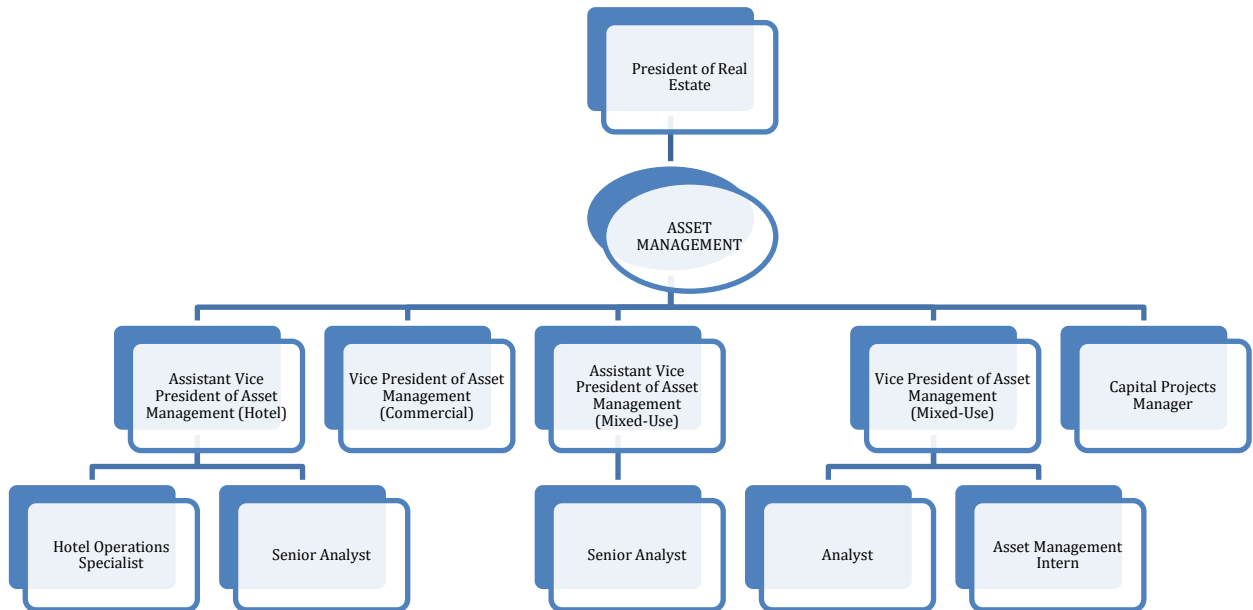 President of Real
Estate
ASSET
MANAGEMENT
Assistant Vice
President of Asset
Management (Hotel)
Vice President of Asset
Management
(Commercial)
Assistant Vice
President of Asset
Management
(Mixed-Use)
Vice President of Asset
Management
(Mixed-Use)
Capital Projects
Manager
Hotel Operations
Specialist
Senior Analyst
Senior Analyst
Analyst
Asset Management
Intern